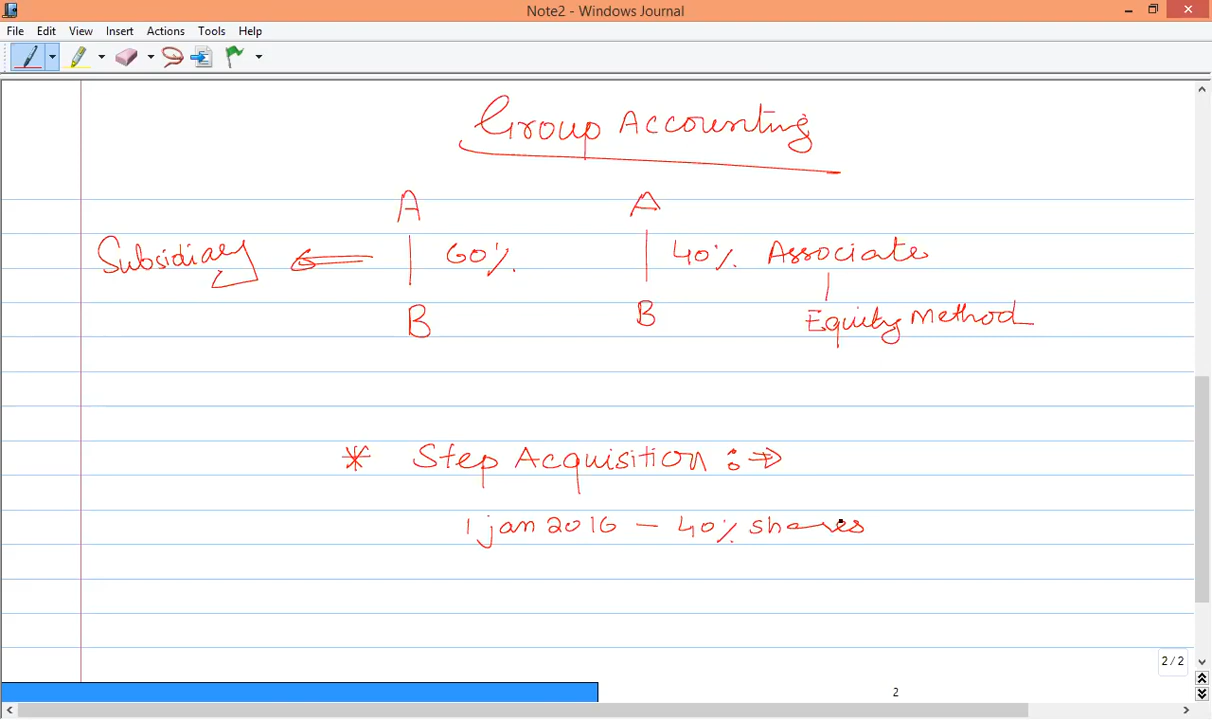 Note2 - Windows Journal
File Edit View Insert Actions Tools Help
Group Accounting
A A
Subsidiary 60% 40% Associate
B B Equity Method
* Step Acquisition :→
1 jan 2016 - 40% shares
2 / 2
2